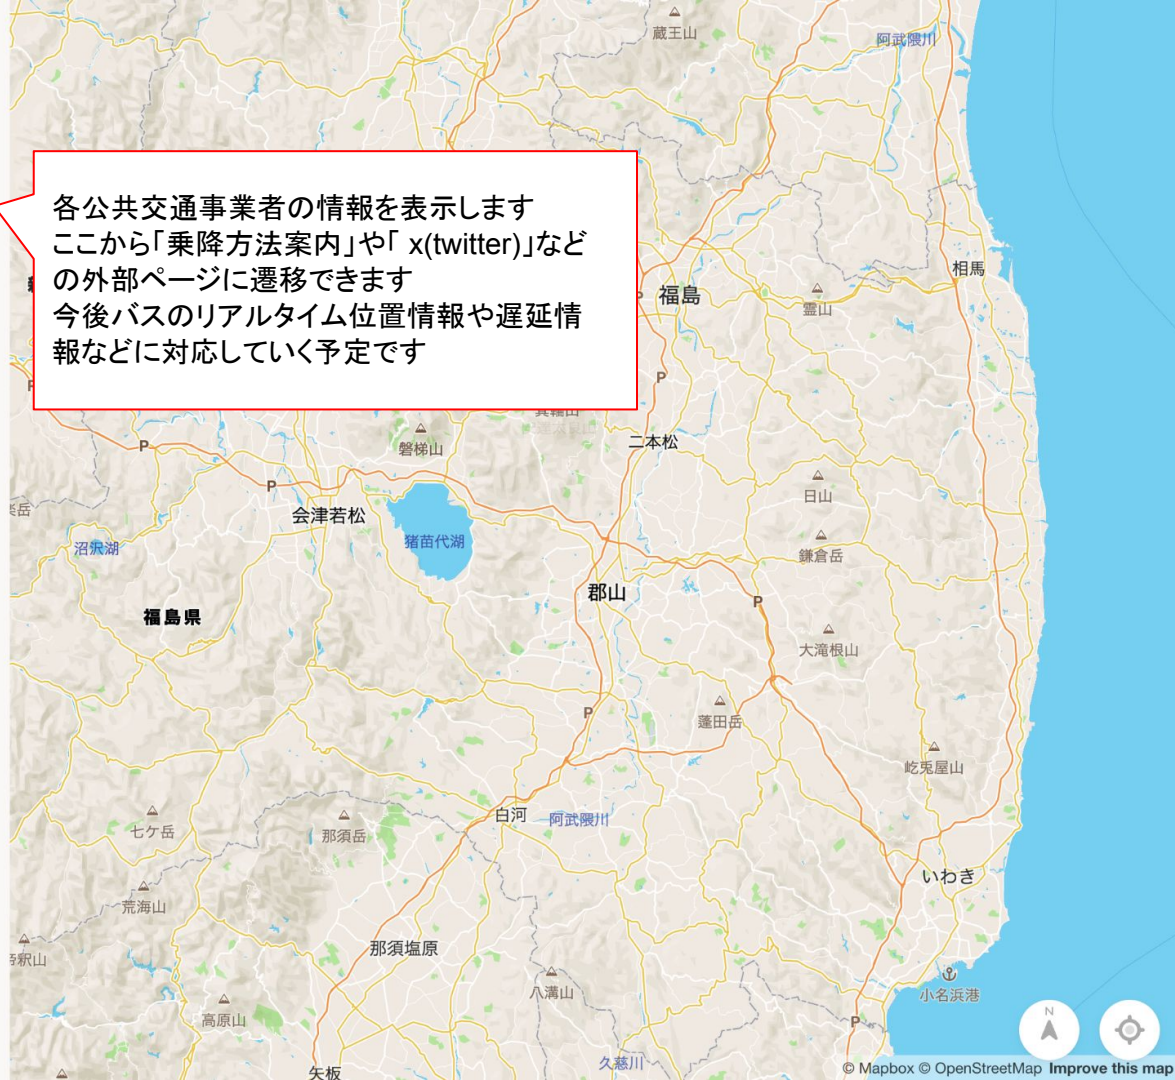 蔵王山
阿武隈川
各公共交通事業者の情報を表示します
ここから「乗降方法案内」や「 x(twitter)」など
の外部ページに遷移できます
今後バスのリアルタイム位置情報や遅延情
報などに対応していく予定です
相馬
福島
霊山
P
P
二本松
磐梯山
P
P
日山
会津若松
猪苗代湖
沼沢湖
鎌倉岳
郡山
P
福島県
大滝根山
P
蓬田岳
屹兎屋山
白河
阿武隈川
七ケ岳
那須岳
いわき
荒海山
那須塩原
八溝山
小名浜港
高原山
P
N
久慈川
矢板
© Mapbox © OpenStreetMap Improve this map